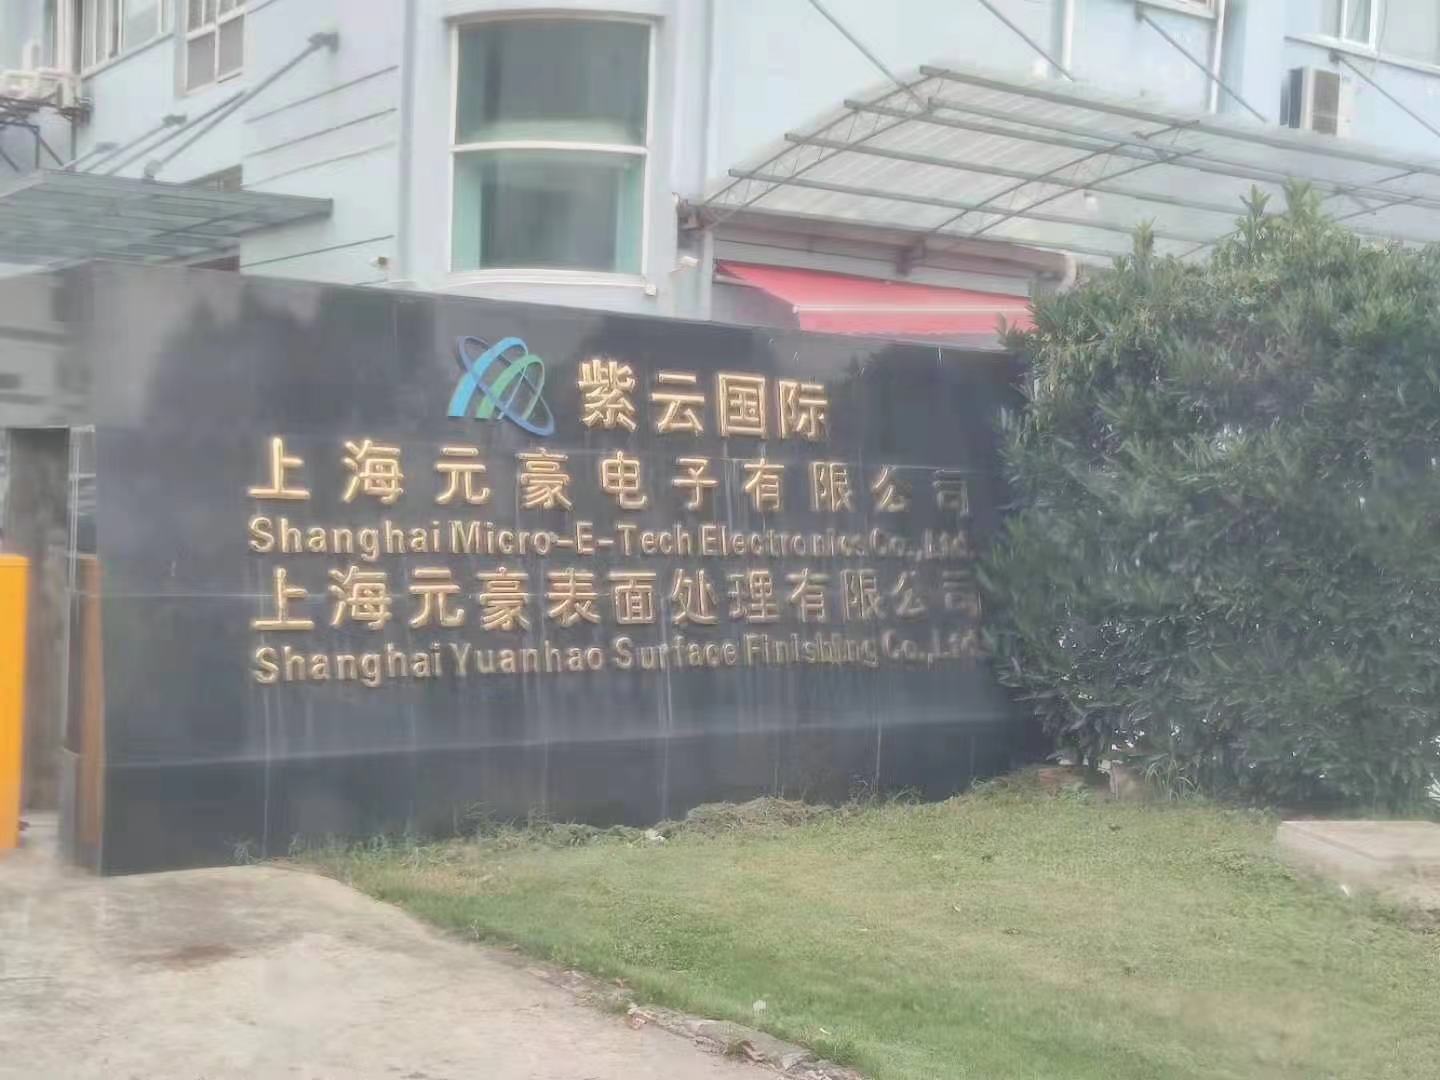 紫云国际
上海元豪电子有限公司
Shanghai Micro-E-Tech Electronics Co.,Ltd.
上海元豪表面处理有限公司
Shanghai Yuanhao Surface Finishing Co.,Ltd.